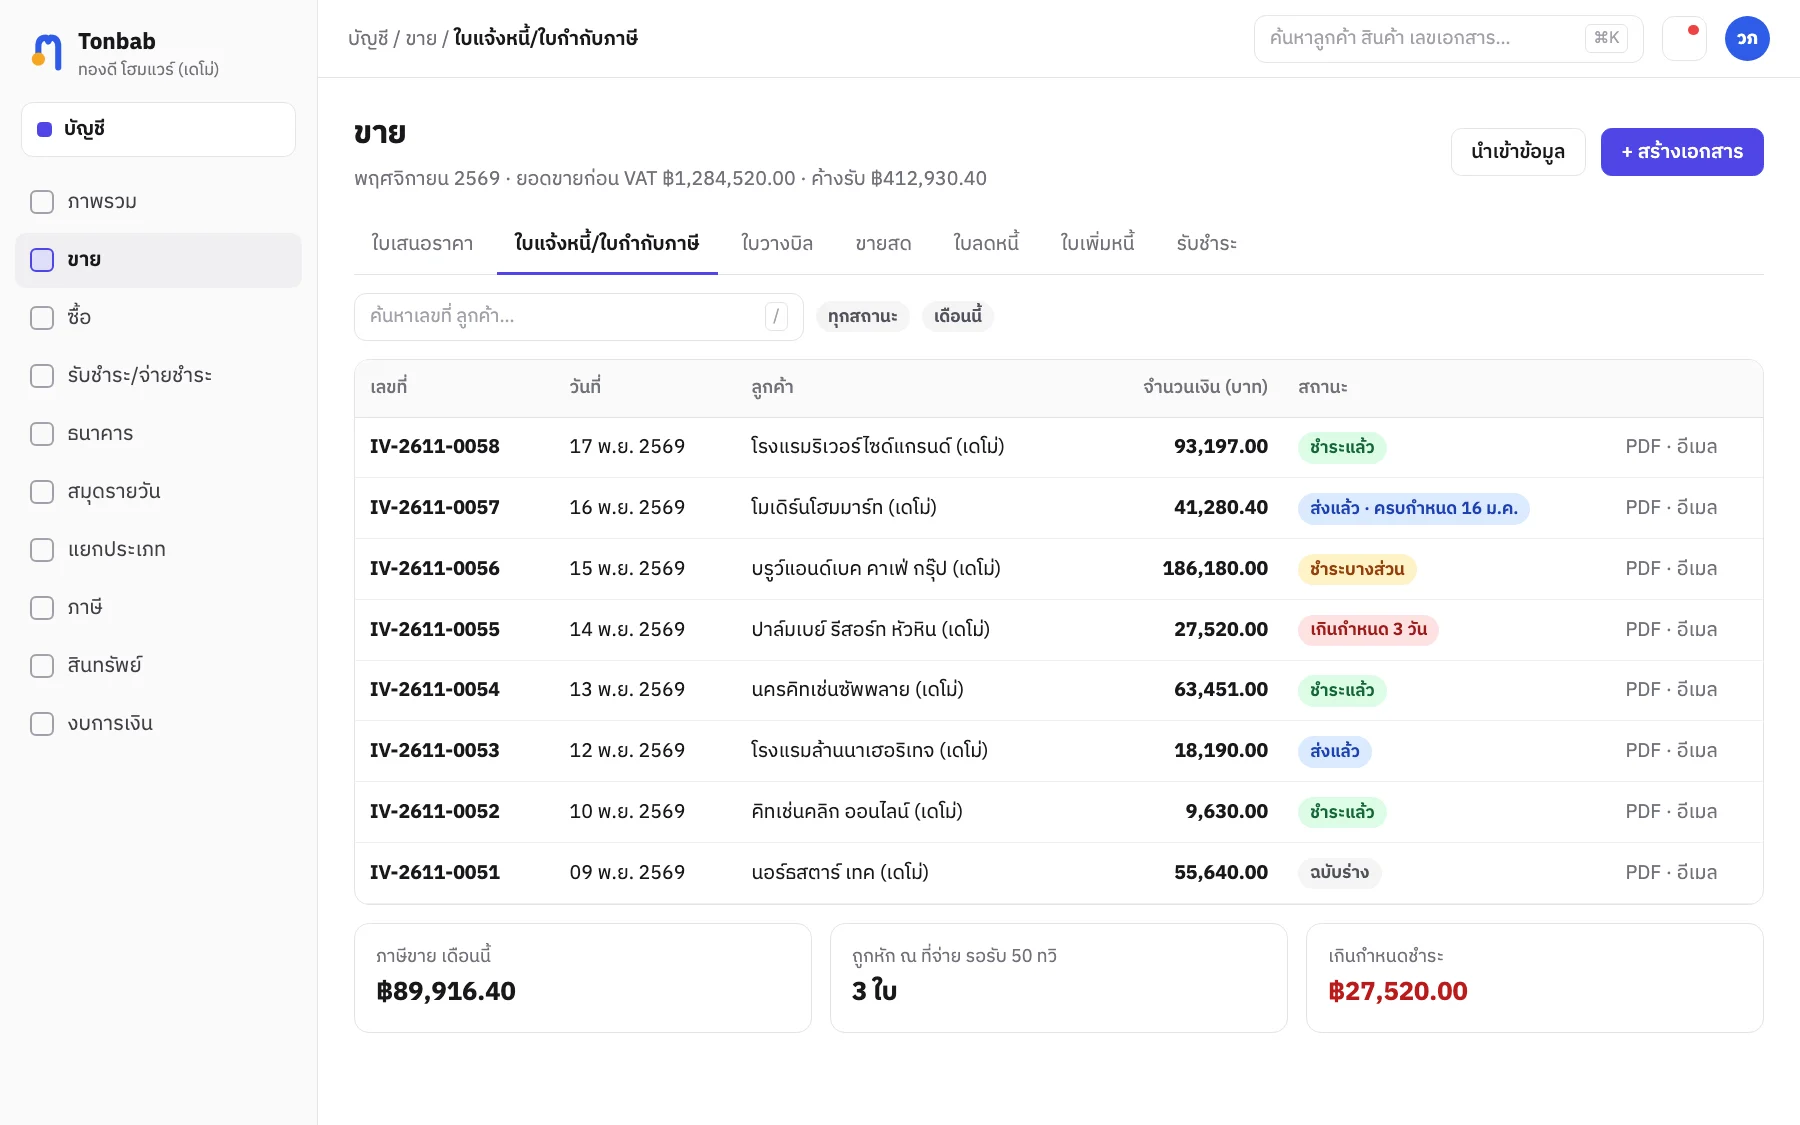 Tonbab
ทองดี โฮมแวร์ (เดโม่)
บัญชี
ภาพรวม
ขาย
ซื้อ
รับชำระ/จ่ายชำระ
ธนาคาร
สมุดรายวัน
แยกประเภท
ภาษี
สินทรัพย์
งบการเงิน
บัญชี / ขาย / ใบแจ้งหนี้/ใบกำกับภาษี
ค้นหาลูกค้า สินค้า เลขเอกสาร... ⌘K
วก
ขาย
พฤศจิกายน 2569 · ยอดขายก่อน VAT ฿1,284,520.00 · ค้างรับ ฿412,930.40
นำเข้าข้อมูล
+ สร้างเอกสาร
ใบเสนอราคา ใบแจ้งหนี้/ใบกำกับภาษี ใบวางบิล ขายสด ใบลดหนี้ ใบเพิ่มหนี้ รับชำระ
ค้นหาเลขที่ ลูกค้า... / ทุกสถานะ เดือนนี้
เลขที่ วันที่ ลูกค้า จำนวนเงิน (บาท) สถานะ
IV-2611-0058 17 พ.ย. 2569 โรงแรมริเวอร์ไซด์แกรนด์ (เดโม่) 93,197.00 ชำระแล้ว PDF · อีเมล
IV-2611-0057 16 พ.ย. 2569 โมเดิร์นโฮมมาร์ท (เดโม่) 41,280.40 ส่งแล้ว · ครบกำหนด 16 ม.ค. PDF · อีเมล
IV-2611-0056 15 พ.ย. 2569 บรูว์แอนด์เบค คาเฟ่ กรุ๊ป (เดโม่) 186,180.00 ชำระบางส่วน PDF · อีเมล
IV-2611-0055 14 พ.ย. 2569 ปาล์มเบย์ รีสอร์ท หัวหิน (เดโม่) 27,520.00 เกินกำหนด 3 วัน PDF · อีเมล
IV-2611-0054 13 พ.ย. 2569 นครคิทเช่นซัพพลาย (เดโม่) 63,451.00 ชำระแล้ว PDF · อีเมล
IV-2611-0053 12 พ.ย. 2569 โรงแรมล้านนาเฮอริเทจ (เดโม่) 18,190.00 ส่งแล้ว PDF · อีเมล
IV-2611-0052 10 พ.ย. 2569 คิทเช่นคลิก ออนไลน์ (เดโม่) 9,630.00 ชำระแล้ว PDF · อีเมล
IV-2611-0051 09 พ.ย. 2569 นอร์ธสตาร์ เทค (เดโม่) 55,640.00 ฉบับร่าง PDF · อีเมล
ภาษีขาย เดือนนี้
฿89,916.40
ถูกหัก ณ ที่จ่าย รอรับ 50 ทวิ
3 ใบ
เกินกำหนดชำระ
฿27,520.00